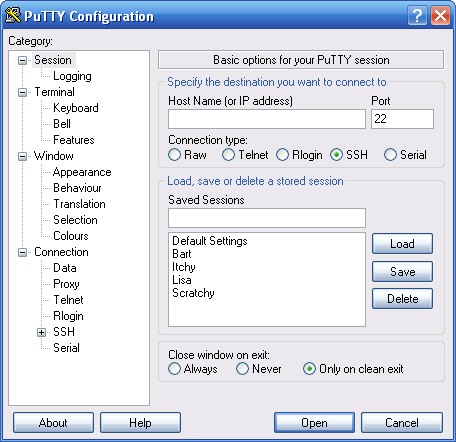 PuTTY Configuration
Category:
Session
Logging
Terminal
Keyboard
Bell
Features
Window
Appearance
Behaviour
Translation
Selection
Colours
Connection
Data
Proxy
Telnet
Rlogin
SSH
Serial
Basic options for your PuTTY session
Specify the destination you want to connect to
Host Name (or IP address) Port
22
Connection type:
Raw Telnet Rlogin SSH Serial
Load, save or delete a stored session
Saved Sessions
Default Settings
Bart
Itchy
Lisa
Scratchy
Load
Save
Delete
Close window on exit:
Always Never Only on clean exit
About Help Open Cancel